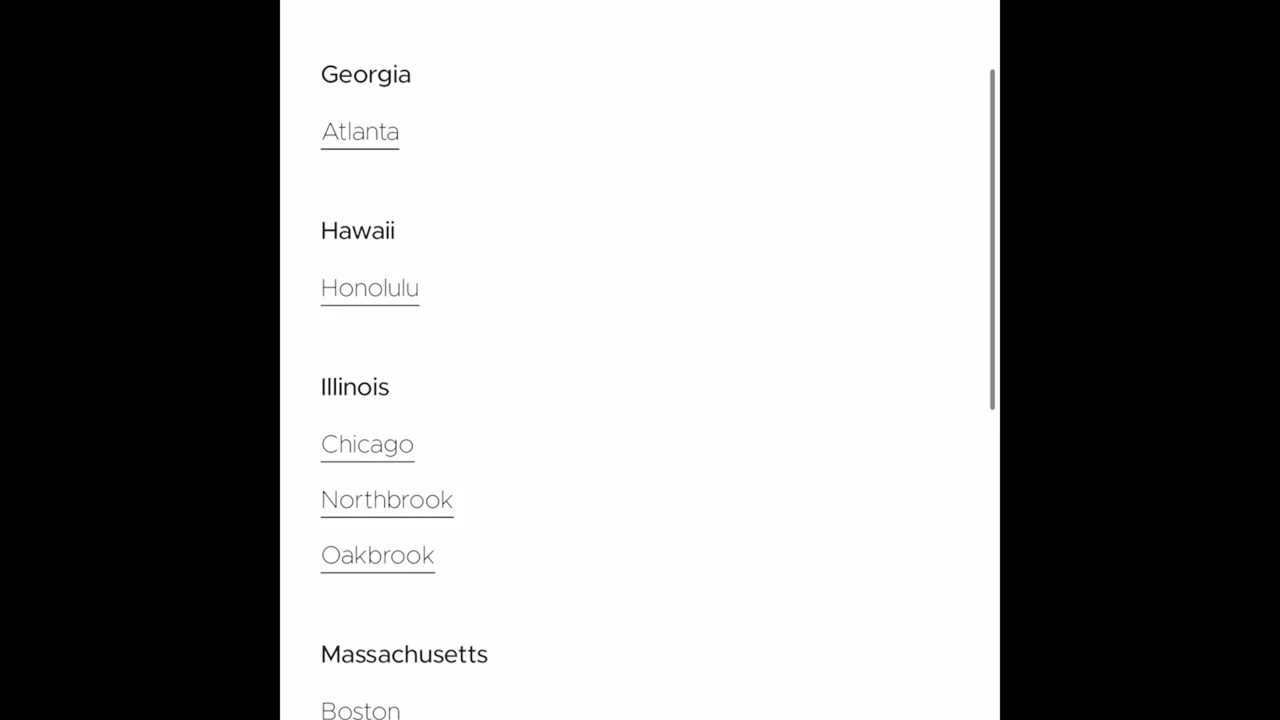 Georgia
Atlanta
Hawaii
Honolulu
Illinois
Chicago
Northbrook
Oakbrook
Massachusetts
Boston